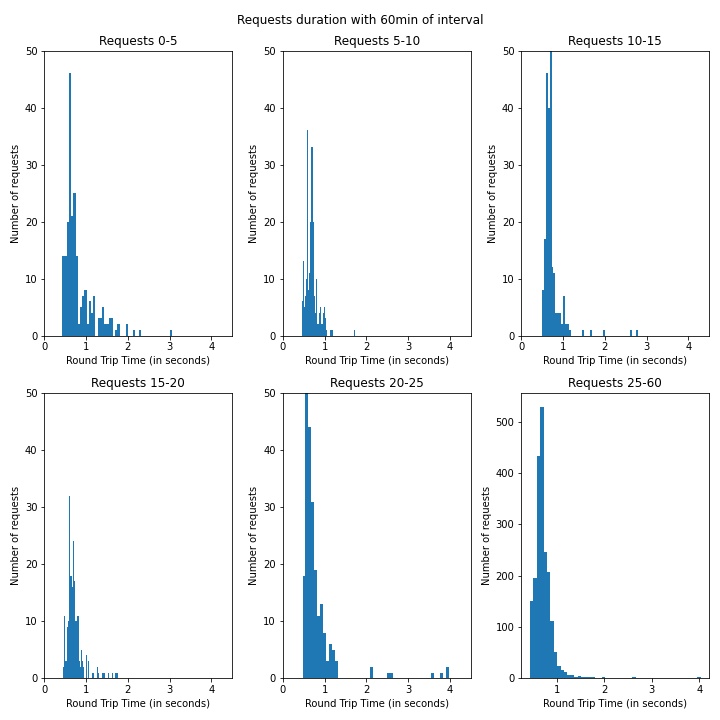 Requests duration with 60min of interval
Requests 0-5
Requests 5-10
Requests 10-15
50
40
30
20
10
0
Number of requests
0 1 2 3 4
Round Trip Time (in seconds)
50
40
30
20
10
0
Number of requests
0 1 2 3 4
Round Trip Time (in seconds)
50
40
30
20
10
0
Number of requests
0 1 2 3 4
Round Trip Time (in seconds)
Requests 15-20
Requests 20-25
Requests 25-60
50
40
30
20
10
0
Number of requests
0 1 2 3 4
Round Trip Time (in seconds)
50
40
30
20
10
0
Number of requests
0 1 2 3 4
Round Trip Time (in seconds)
500
400
300
200
100
0
Number of requests
1 2 3 4
Round Trip Time (in seconds)